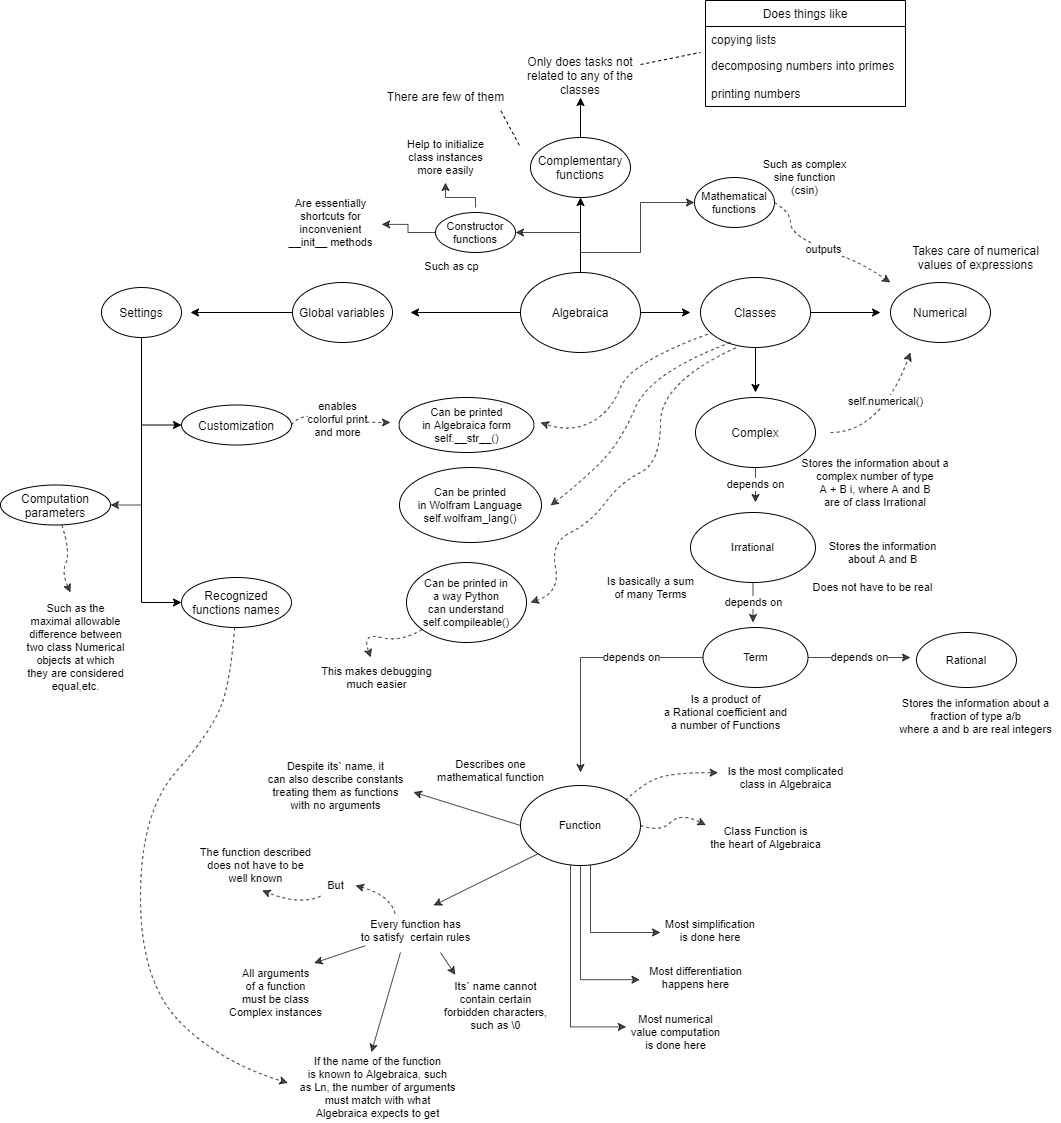 Does things like
copying lists
decomposing numbers into primes
printing numbers
Only does tasks not
related to any of the
classes
There are few of them
Help to initialize
class instances
more easily
Complementary
functions
Such as complex
sine function
(csin)
Mathematical
functions
Are essentially
shortcuts for
inconvenient
__init__ methods
Constructor
functions
Such as cp
outputs
Takes care of numerical
values of expressions
Settings
Global variables
Algebraica
Classes
Numerical
Customization
enables
colorful print
and more
Can be printed
in Algebraica form
self.__str__()
self.numerical()
Complex
Stores the information about a
complex number of type
A + B i, where A and B
are of class Irrational
depends on
Computation
parameters
Can be printed
in Wolfram Language
self.wolfram_lang()
Irrational
Stores the information
about A and B
Does not have to be real
Is basically a sum
of many Terms
depends on
Can be printed in
a way Python
can understand
self.compileable()
Recognized
functions names
Such as the
maximal allowable
difference between
two class Numerical
objects at which
they are considered
equal,etc.
This makes debugging
much easier
depends on
Term
depends on
Rational
Is a product of
a Rational coefficient and
a number of Functions
Stores the information about a
fraction of type a/b
where a and b are real integers
Despite its` name, it
can also describe constants
treating them as functions
with no arguments
Describes one
mathematical function
Is the most complicated
class in Algebraica
Function
Class Function is
the heart of Algebraica
The function described
does not have to be
well known
But
Every function has
to satisfy certain rules
Most simplification
is done here
All arguments
of a function
must be class
Complex instances
Its` name cannot
contain certain
forbidden characters,
such as \0
Most differentiation
happens here
Most numerical
value computation
is done here
If the name of the function
is known to Algebraica, such
as Ln, the number of arguments
must match with what
Algebraica expects to get